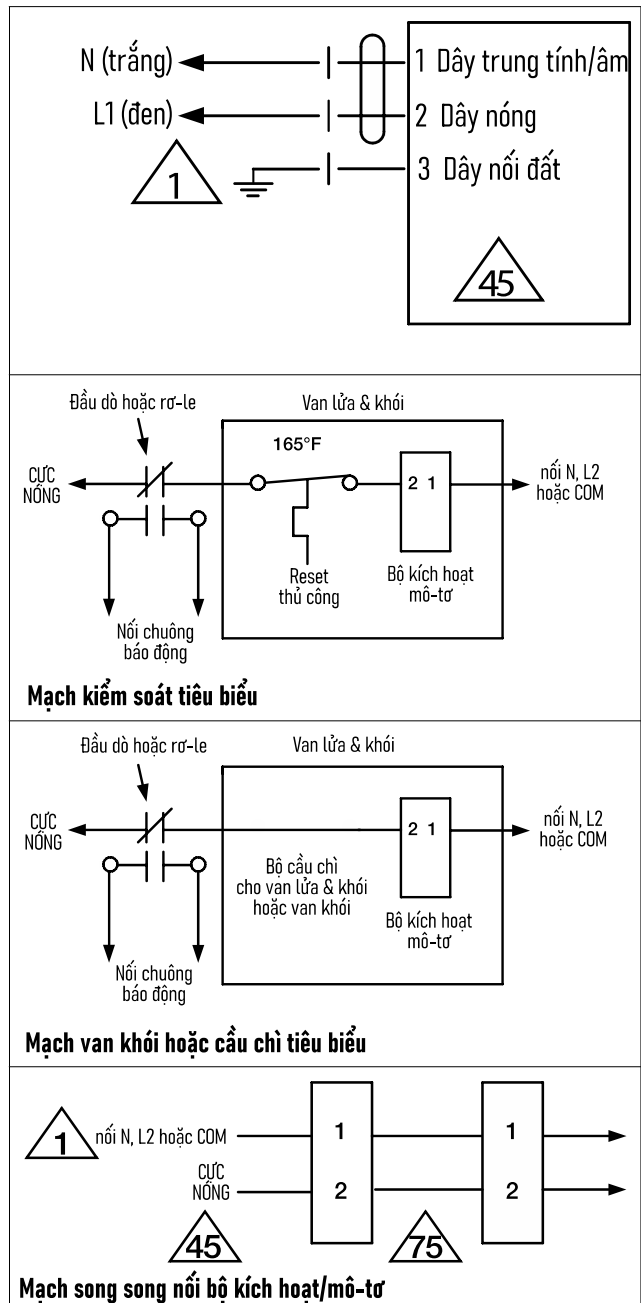 N (trắng)
1 Dây trung tính/âm
L1 (đen)
2 Dây nóng
1
3 Dây nối đất
45
Đầu dò hoặc rơ-le
Van lửa & khói
165°F
CỰC
NÓNG
2 1
nối N, L2
hoặc COM
Reset
thủ công
Bộ kích hoạt
mô-tơ
Nối chuông
báo động
Mạch kiểm soát tiêu biểu
Đầu dò hoặc rơ-le
Van lửa & khói
CỰC
NÓNG
2 1
nối N, L2
hoặc COM
Bộ cầu chì
cho van lửa & khói
hoặc van khói
Bộ kích hoạt
mô-tơ
Nối chuông
báo động
Mạch van khói hoặc cầu chì tiêu biểu
1
nối N, L2 hoặc COM
1
1
CỰC
NÓNG
2
2
45
75
Mạch song song nối bộ kích hoạt/mô-tơ